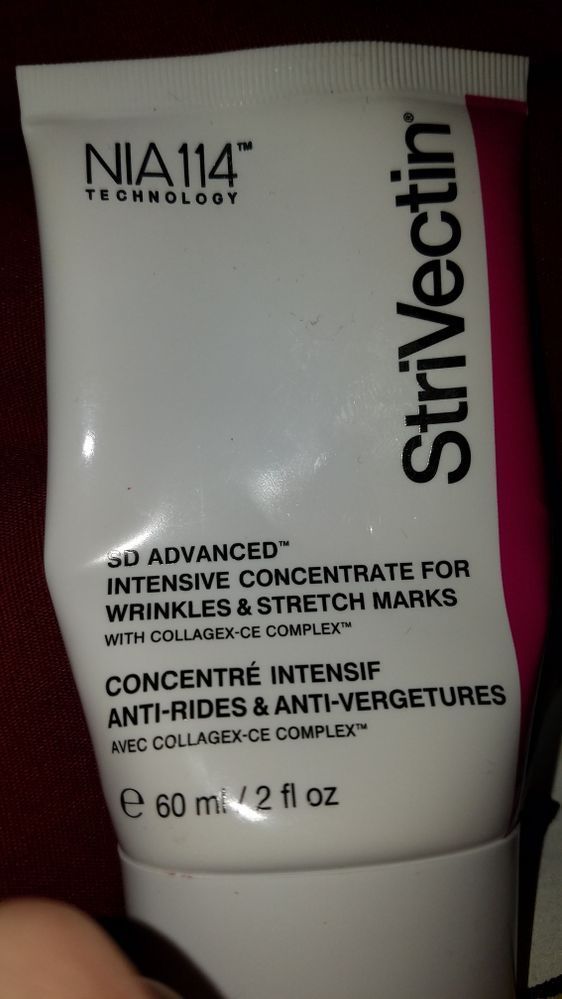 NIA114™
TECHNOLOGY
StriVectin®
SD ADVANCED™
INTENSIVE CONCENTRATE FOR
WRINKLES & STRETCH MARKS
WITH COLLAGEX-CE COMPLEX™
CONCENTRÉ INTENSIF
ANTI-RIDES & ANTI-VERGETURES
AVEC COLLAGEX-CE COMPLEX™
℮ 60 ml / 2 fl oz